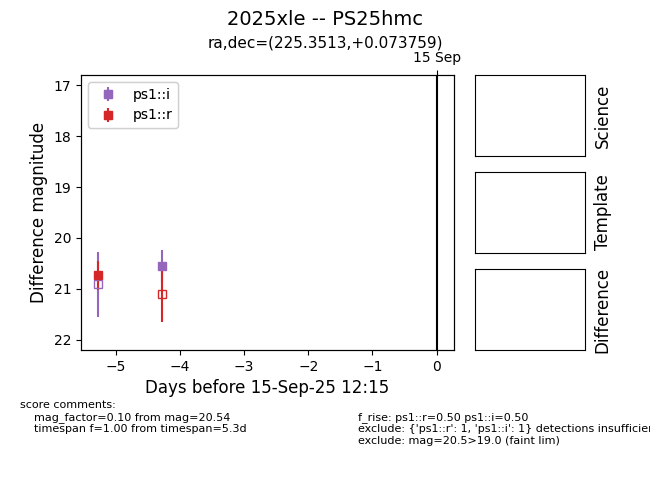 2025xle -- PS25hmc
ra,dec=(225.3513,+0.073759)
15 Sep
ps1::i
ps1::r
17
18
19
20
21
22
Difference magnitude
−5
−4
−3
−2
−1
0
Days before 15-Sep-25 12:15
Science
Template
Difference
score comments:
mag_factor=0.10 from mag=20.54
timespan f=1.00 from timespan=5.3d
f_rise: ps1::r=0.50 ps1::i=0.50
exclude: {'ps1::r': 1, 'ps1::i': 1} detections insufficie
exclude: mag=20.5>19.0 (faint lim)